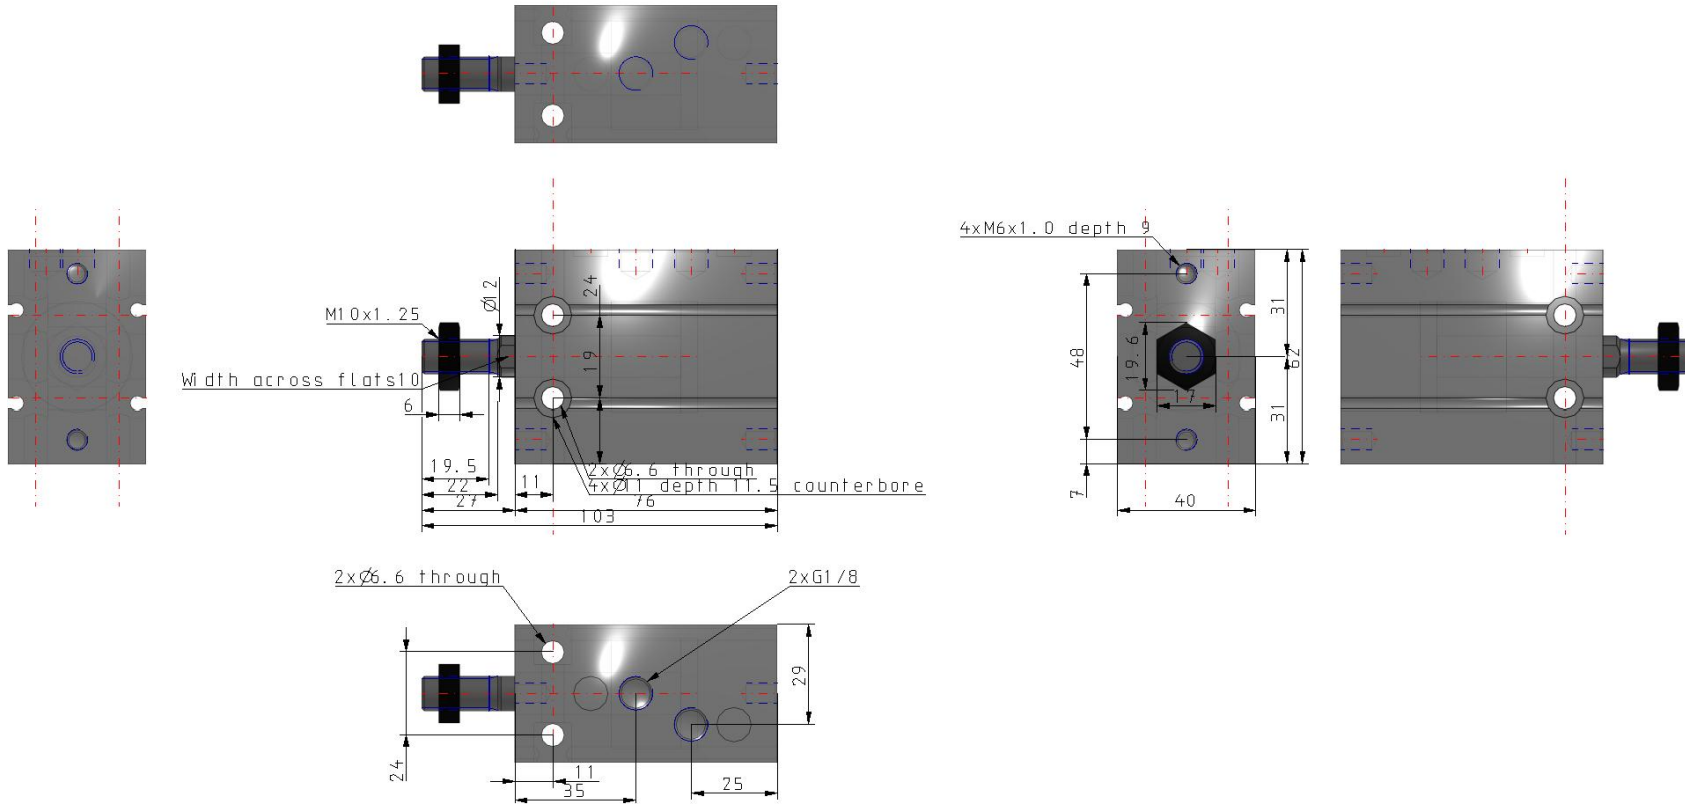 4xM6x1.0 depth 9
24
Ø12
M10x1.25
31
19.6
48
62
19
Width across flats10
17
6
31
19.5
2xØ6.6 through
11
22
4xØ11 depth 11.5 counterbore
7
27
76
40
103
2xØ6.6 through
2xG1/8
29
24
11
35
25